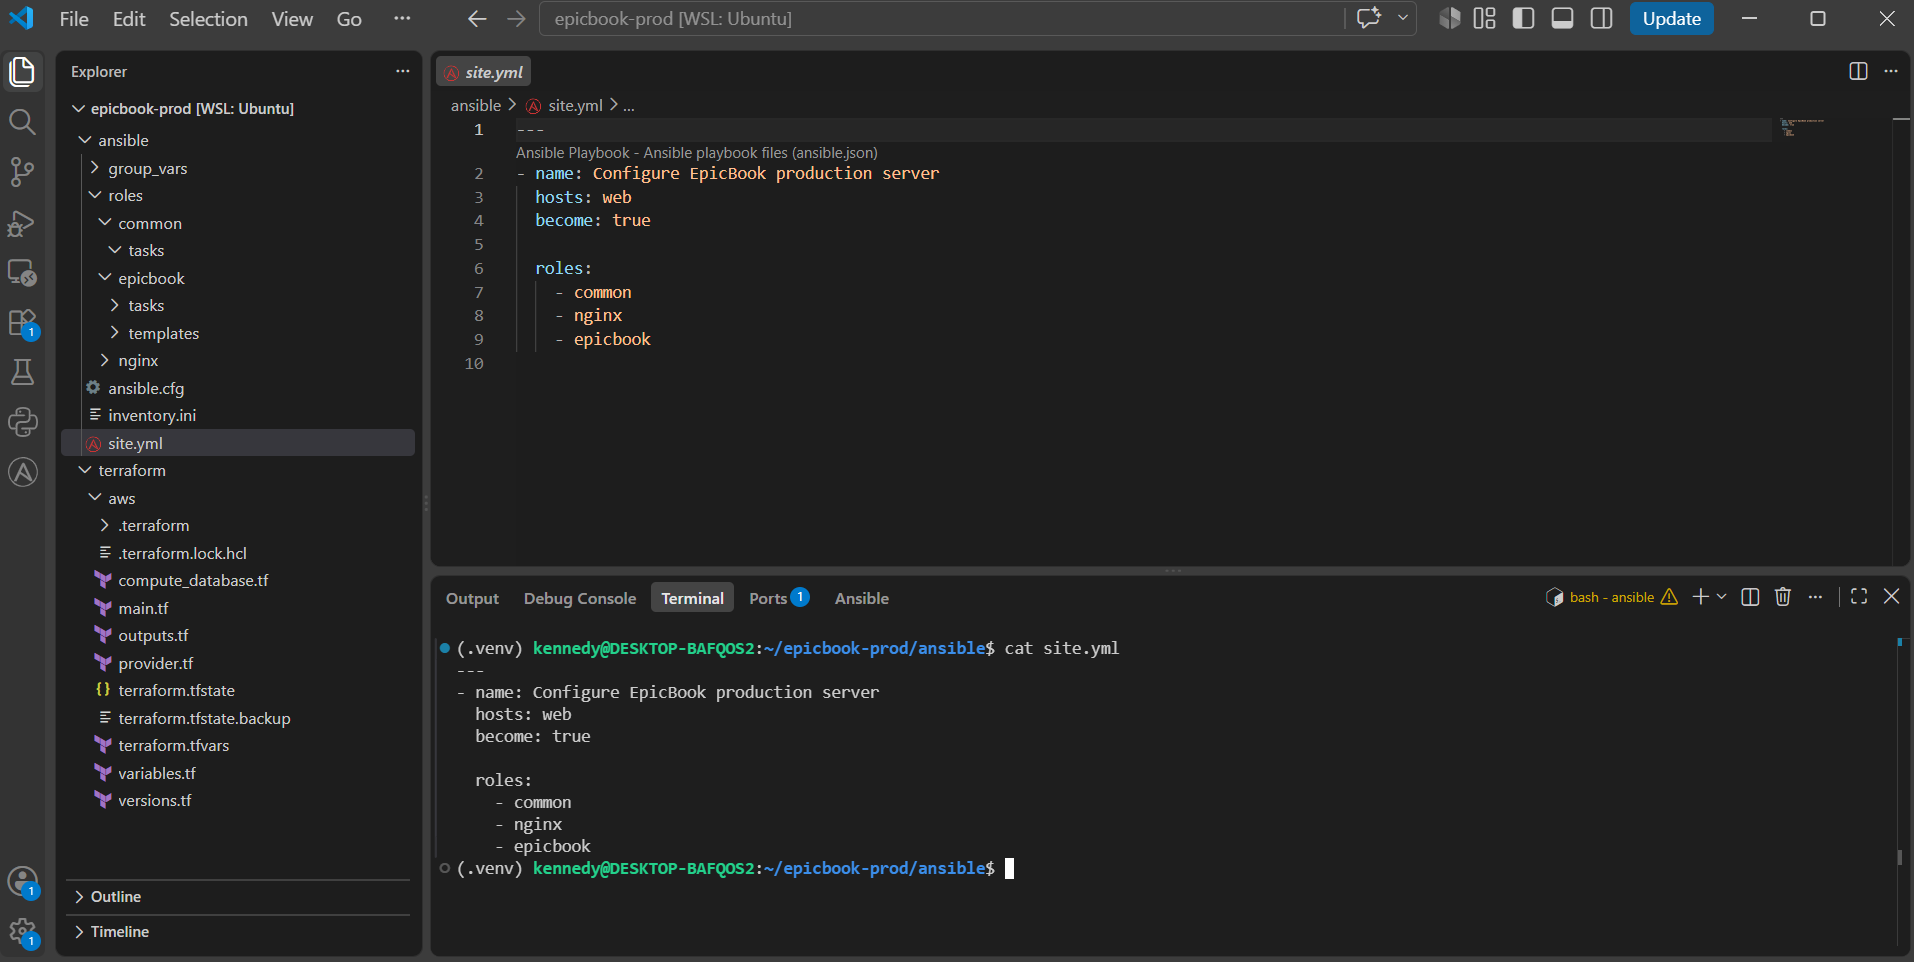 File Edit Selection View Go ···
epicbook-prod [WSL: Ubuntu]
Update
Explorer
epicbook-prod [WSL: Ubuntu]
ansible
group_vars
roles
common
tasks
epicbook
tasks
templates
nginx
ansible.cfg
inventory.ini
site.yml
terraform
aws
.terraform
.terraform.lock.hcl
compute_database.tf
main.tf
outputs.tf
provider.tf
terraform.tfstate
terraform.tfstate.backup
terraform.tfvars
variables.tf
versions.tf
Outline
Timeline
1
1
1
site.yml
ansible > site.yml > ...
1 ---
Ansible Playbook - Ansible playbook files (ansible.json)
2 - name: Configure EpicBook production server
3 hosts: web
4 become: true
5
6 roles:
7 - common
8 - nginx
9 - epicbook
10
Output Debug Console Terminal Ports 1 Ansible
bash - ansible
(.venv) kennedy@DESKTOP-BAFQOS2:~/epicbook-prod/ansible$ cat site.yml
---
- name: Configure EpicBook production server
hosts: web
become: true
roles:
- common
- nginx
- epicbook
(.venv) kennedy@DESKTOP-BAFQOS2:~/epicbook-prod/ansible$